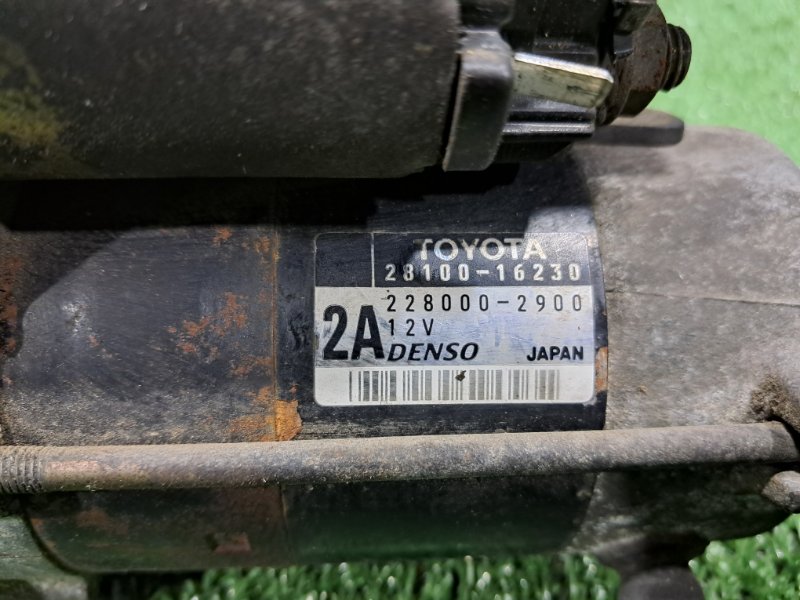 TOYOTA
28100-16230
228000-2900
2A 12V
DENSO JAPAN